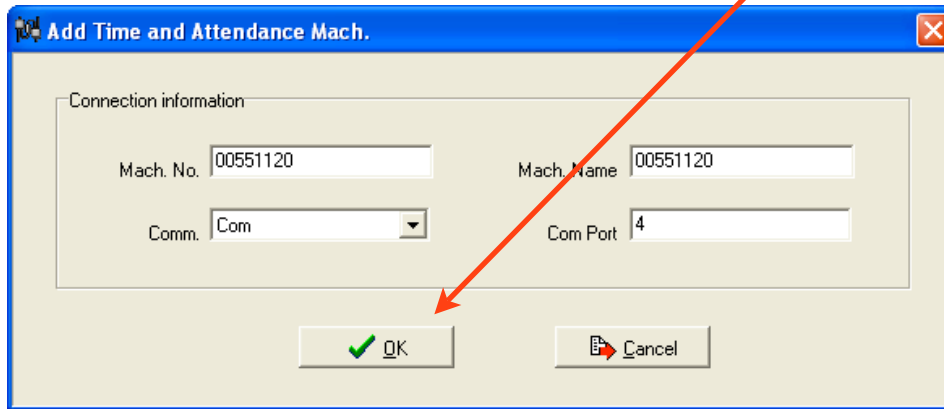 Add Time and Attendance Mach.
Connection information
Mach. No. 00551120 Mach. Name 00551120
Comm. Com Com Port 4
OK Cancel